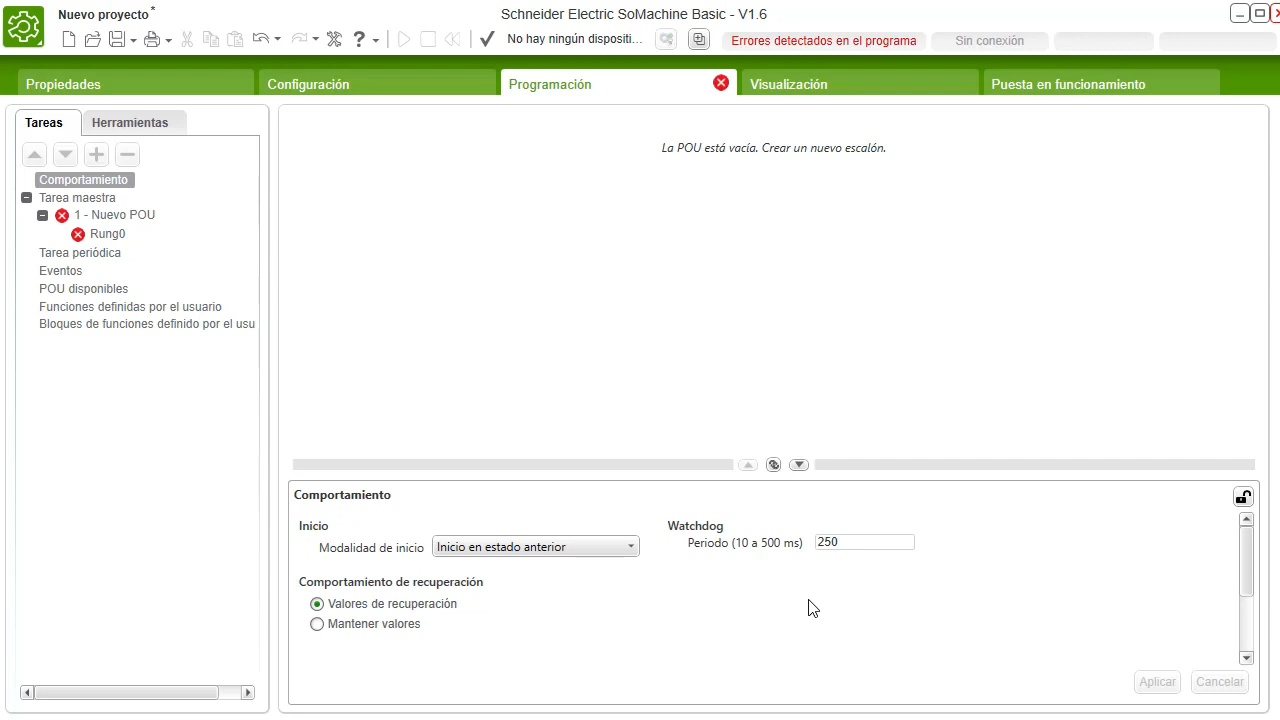 Nuevo proyecto *
Schneider Electric SoMachine Basic - V1.6
No hay ningún dispositi...
Errores detectados en el programa
Sin conexión
Propiedades
Configuración
Programación
Visualización
Puesta en funcionamiento
Tareas
Herramientas
Comportamiento
Tarea maestra
1 - Nuevo POU
Rung0
Tarea periódica
Eventos
POU disponibles
Funciones definidas por el usuario
Bloques de funciones definido por el usu
La POU está vacía. Crear un nuevo escalón.
Comportamiento
Inicio
Modalidad de inicio
Inicio en estado anterior
Watchdog
Periodo (10 a 500 ms)
250
Comportamiento de recuperación
Valores de recuperación
Mantener valores
Aplicar
Cancelar